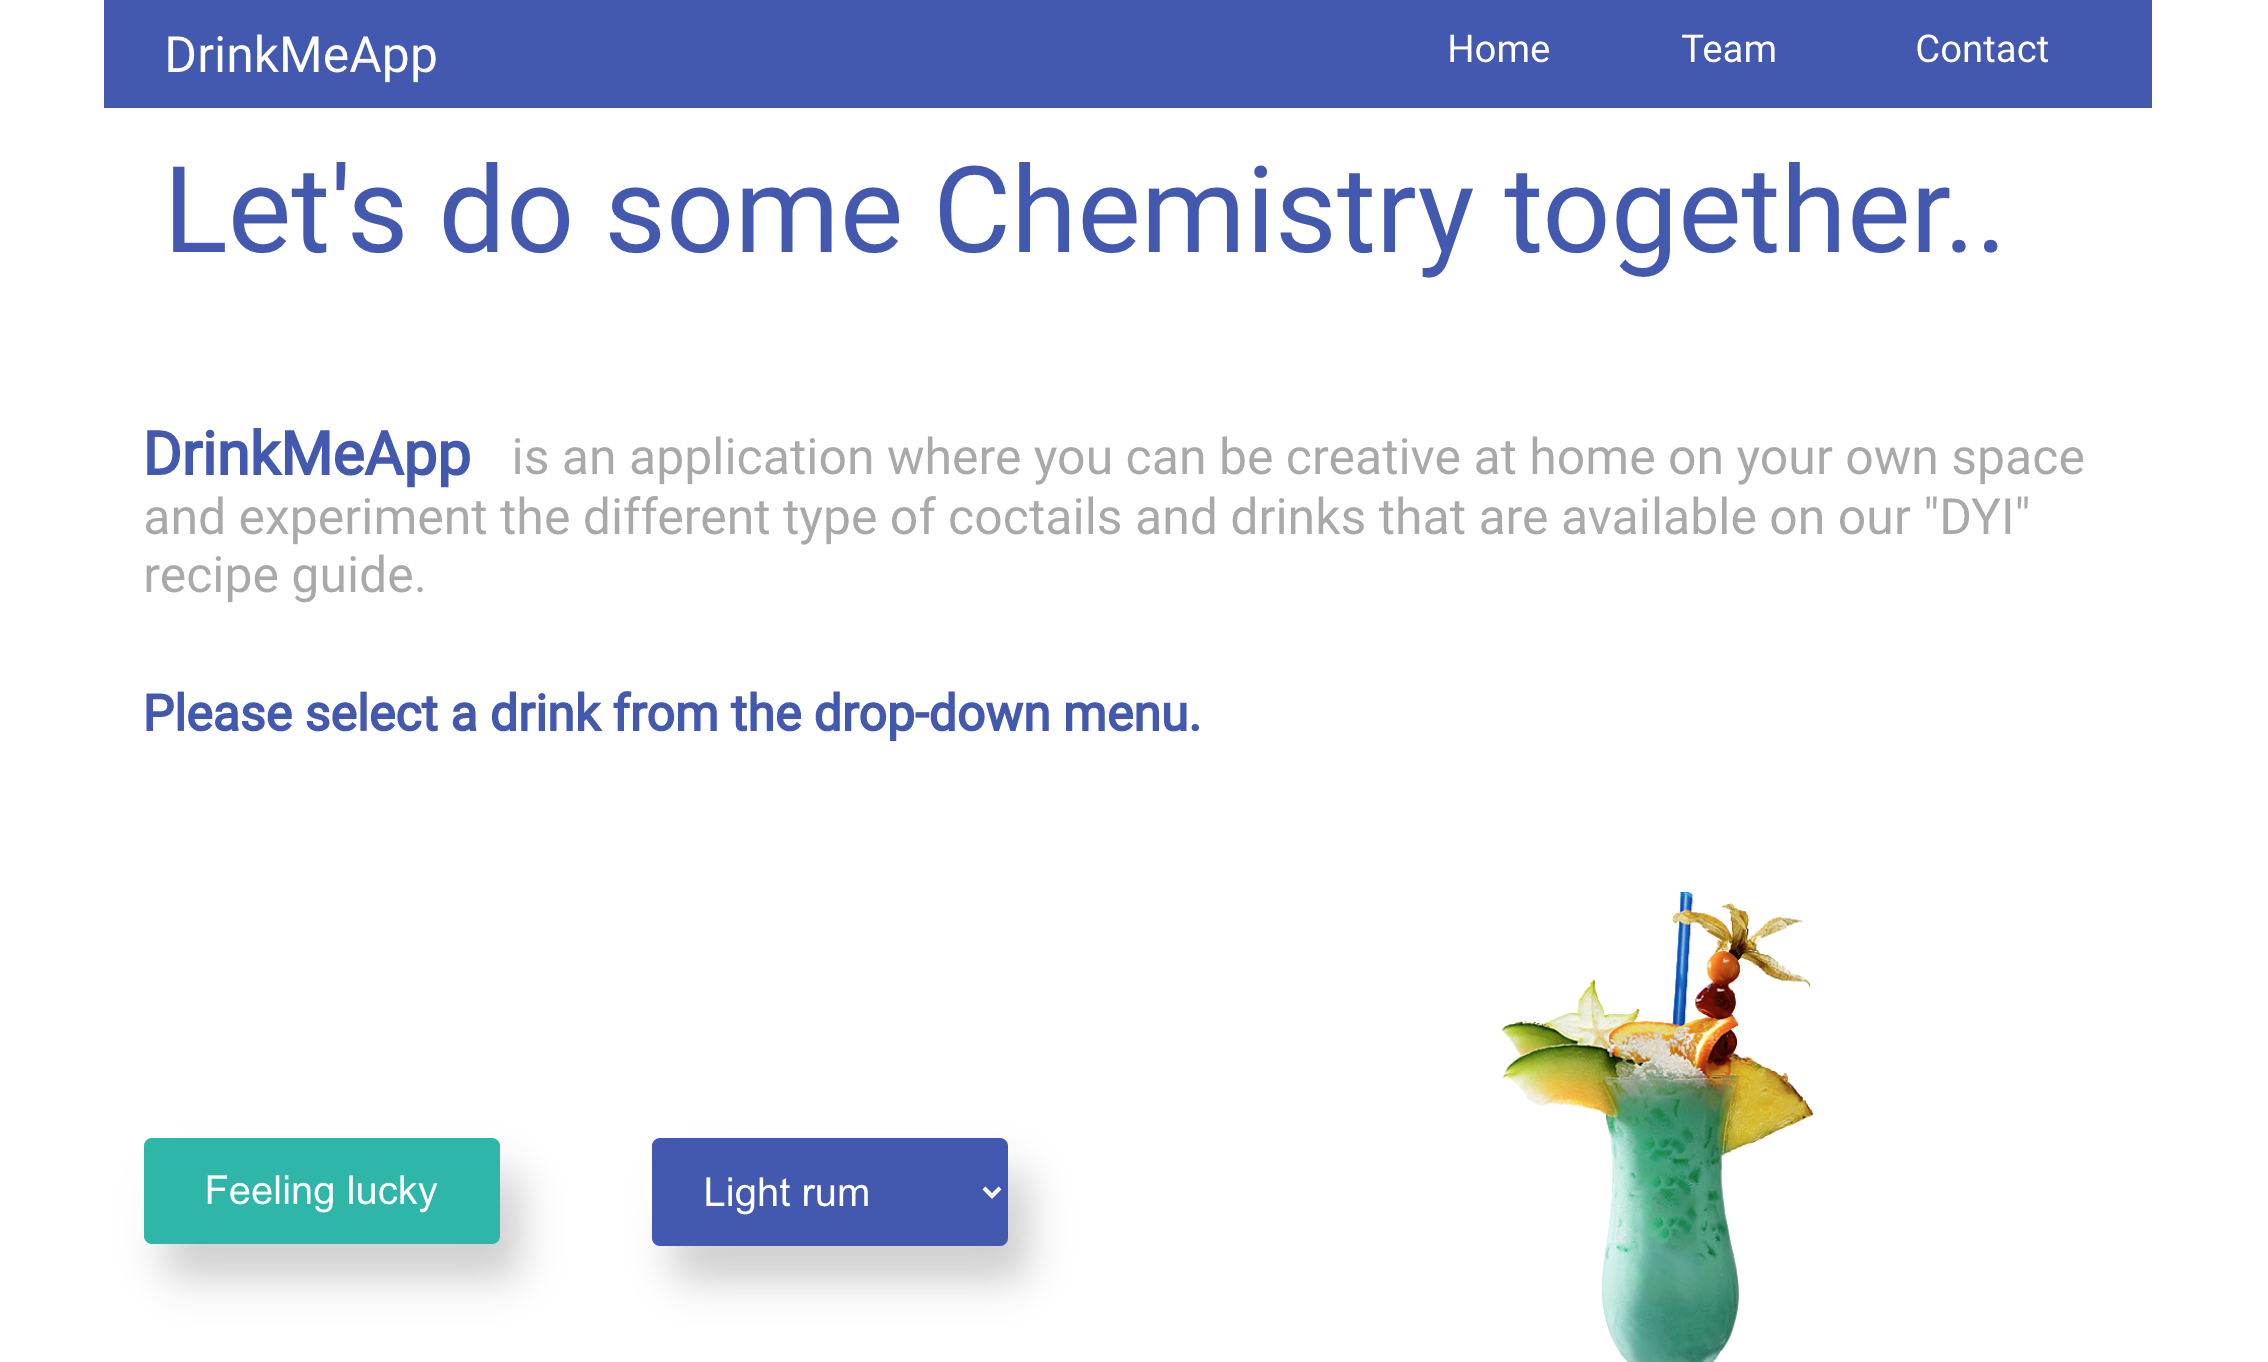 DrinkMeApp Home Team Contact
Let's do some Chemistry together..
DrinkMeApp is an application where you can be creative at home on your own space
and experiment the different type of coctails and drinks that are available on our "DYI"
recipe guide.
Please select a drink from the drop-down menu.
Feeling lucky Light rum